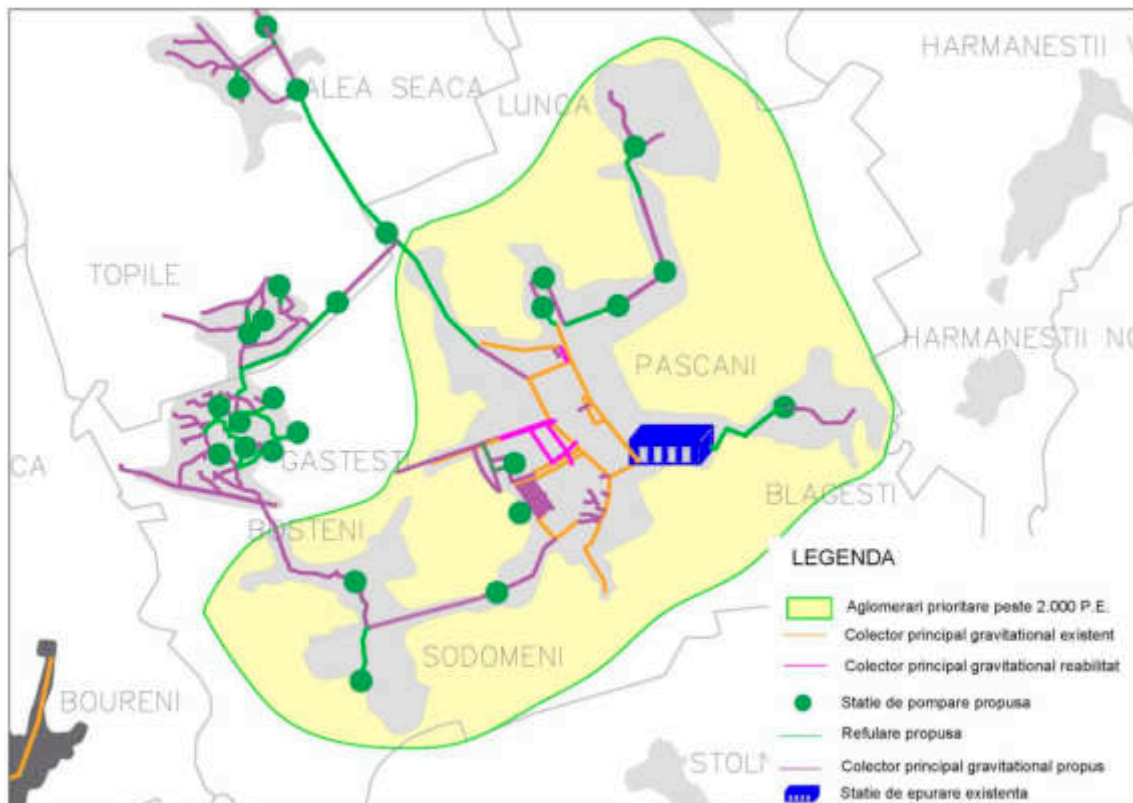 HARMANESTII V
ALEA SEACA
LUNCA
TOPILE
HARMANESTII NO
PASCANI
CA
GASTESTI
BLAGESTI
BOSTENI
SODOMENI
BOURENI
STOLN
LEGENDA
Aglomerari prioritare peste 2.000 P.E.
Colector principal gravitational existent
Colector principal gravitational reabilitat
Statie de pompare propusa
Refulare propusa
Colector principal gravitational propus
Statie de epurare existenta